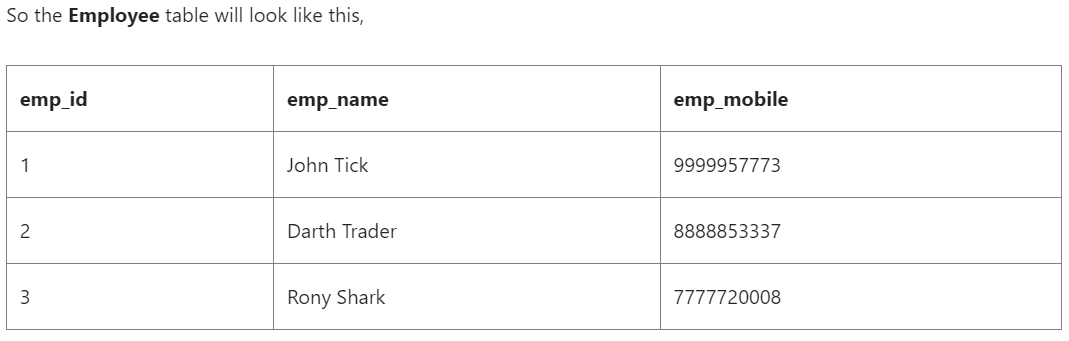 So the Employee table will look like this,
emp_id emp_name emp_mobile
1 John Tick 9999957773
2 Darth Trader 8888853337
3 Rony Shark 7777720008